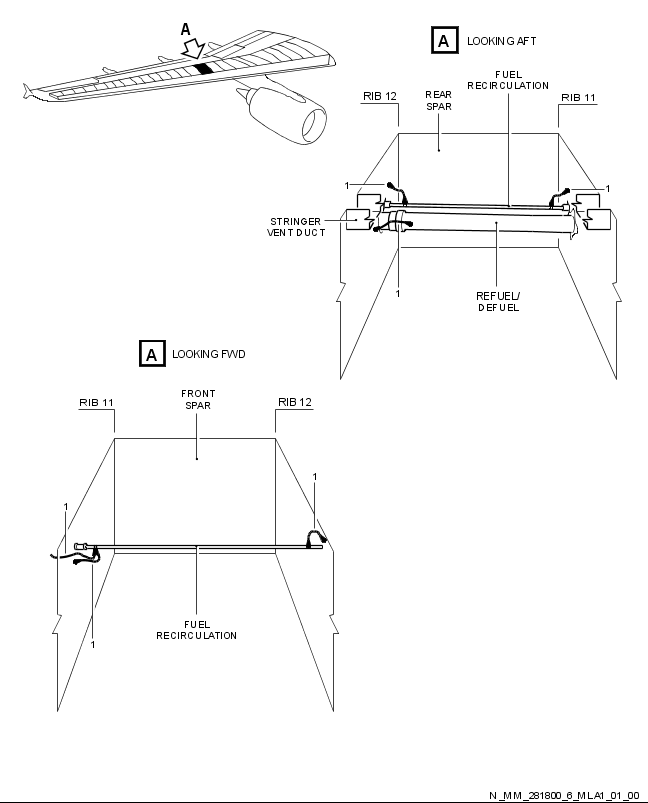 A
A LOOKING AFT
FUEL
RECIRCULATION
RIB 12
REAR
SPAR
RIB 11
1
1
STRINGER
VENT DUCT
1
REFUEL/
DEFUEL
A LOOKING FWD
FRONT
SPAR
RIB 11
RIB 12
1
1
FUEL
RECIRCULATION
1
N_MM_281800_6_MLA1_01_00